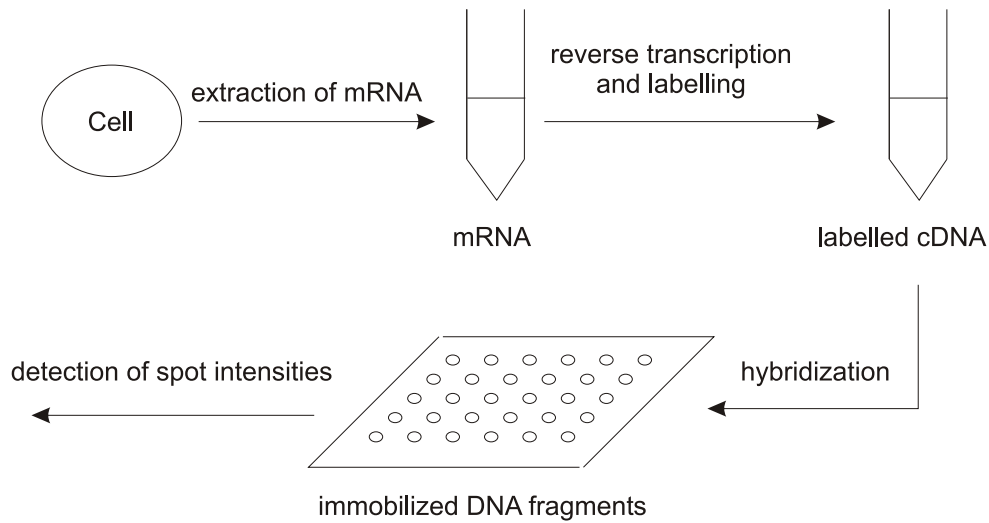 Cell
extraction of mRNA
mRNA
reverse transcription
and labelling
labelled cDNA
hybridization
immobilized DNA fragments
detection of spot intensities